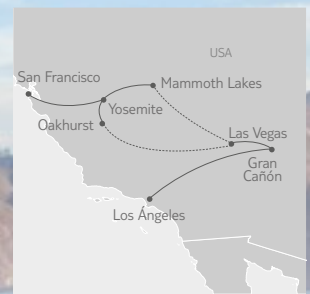 USA
San Francisco
Mammoth Lakes
Yosemite
Oakhurst
Las Vegas
Gran
Cañón
Los Ángeles